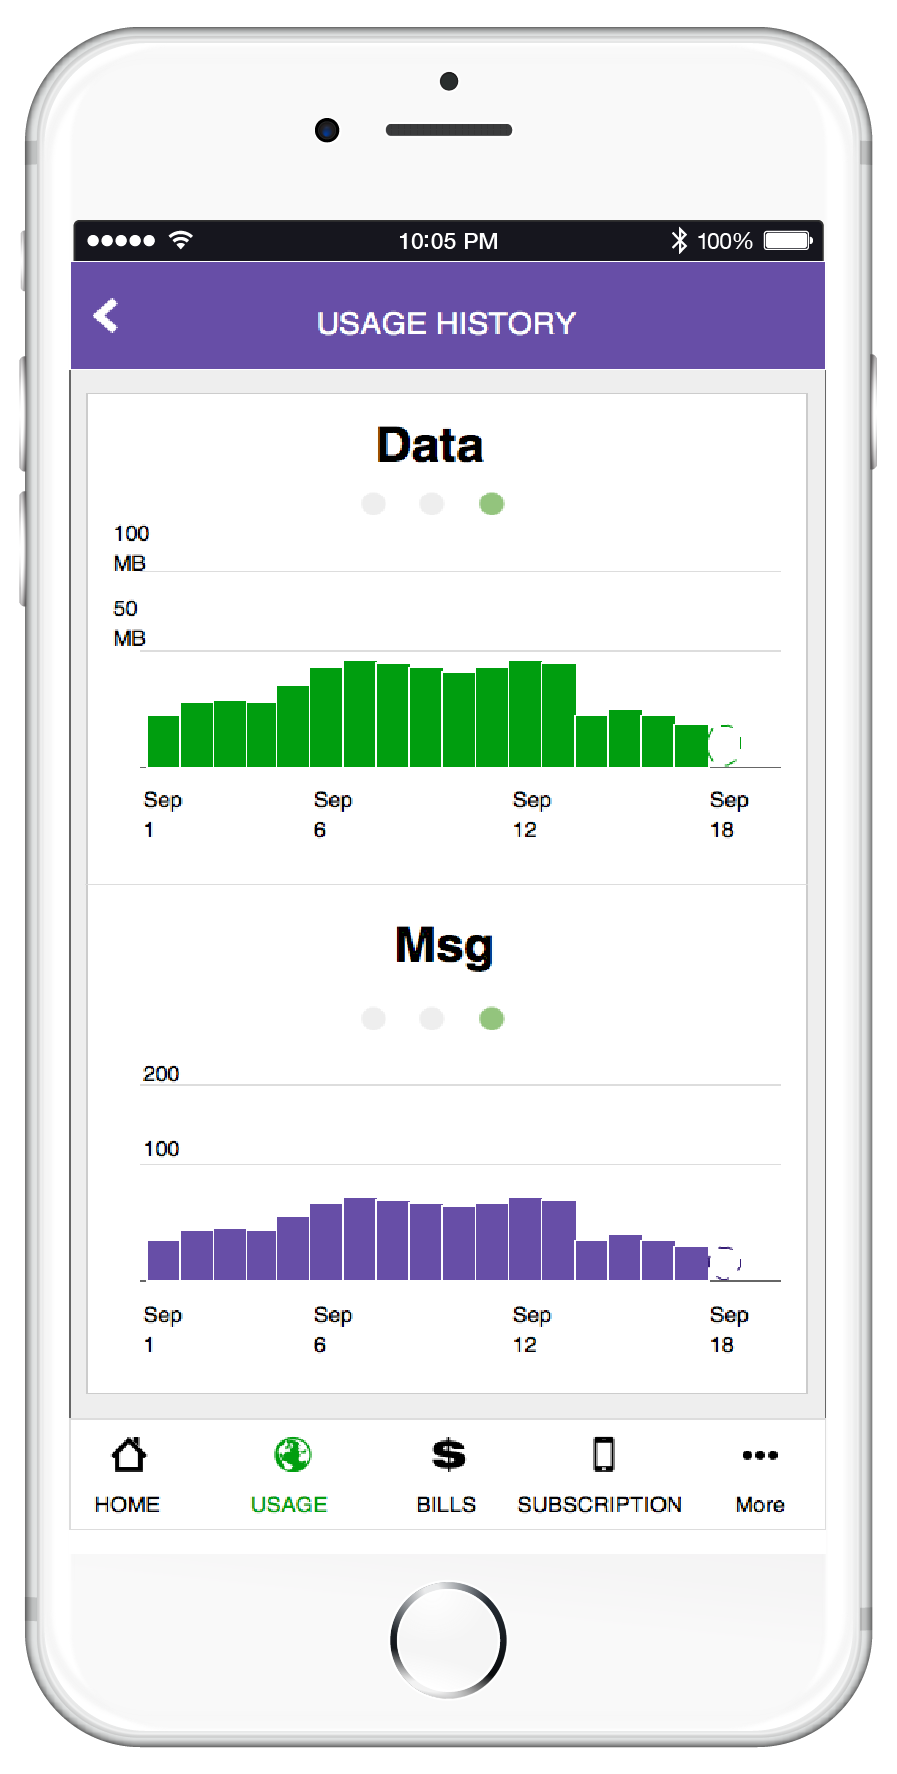 10:05 PM 100%
USAGE HISTORY
Data
100
MB
50
MB
Sep Sep Sep Sep
1 6 12 18
Msg
200
100
Sep Sep Sep Sep
1 6 12 18
HOME USAGE BILLS SUBSCRIPTION More